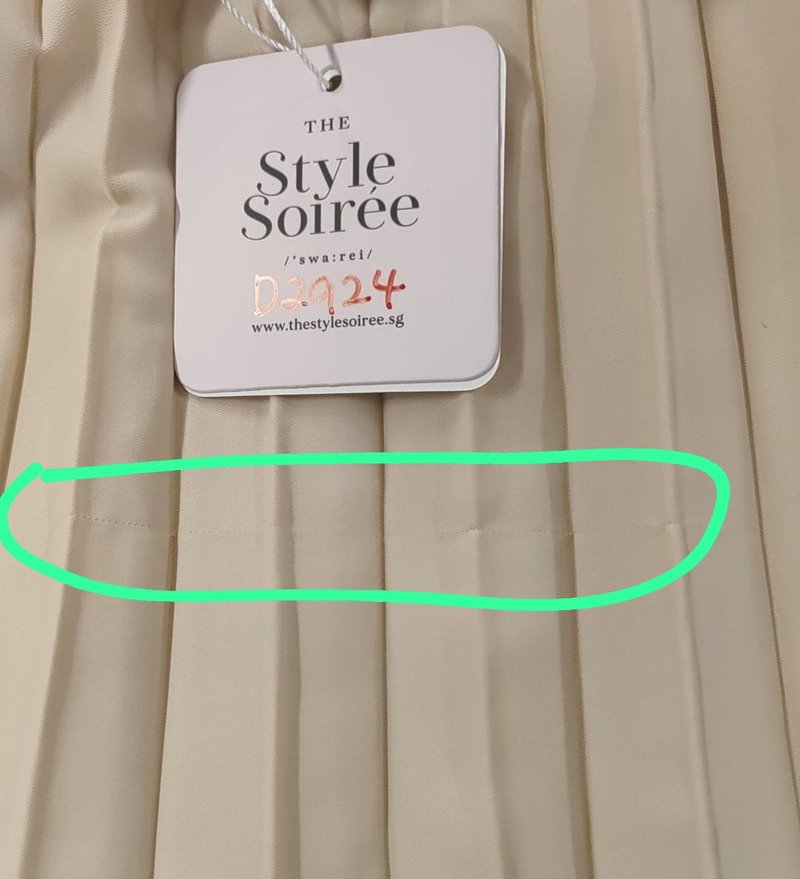 THE
Style
Soirée
/'swa:rei/
D2924
www.thestylesoiree.sg